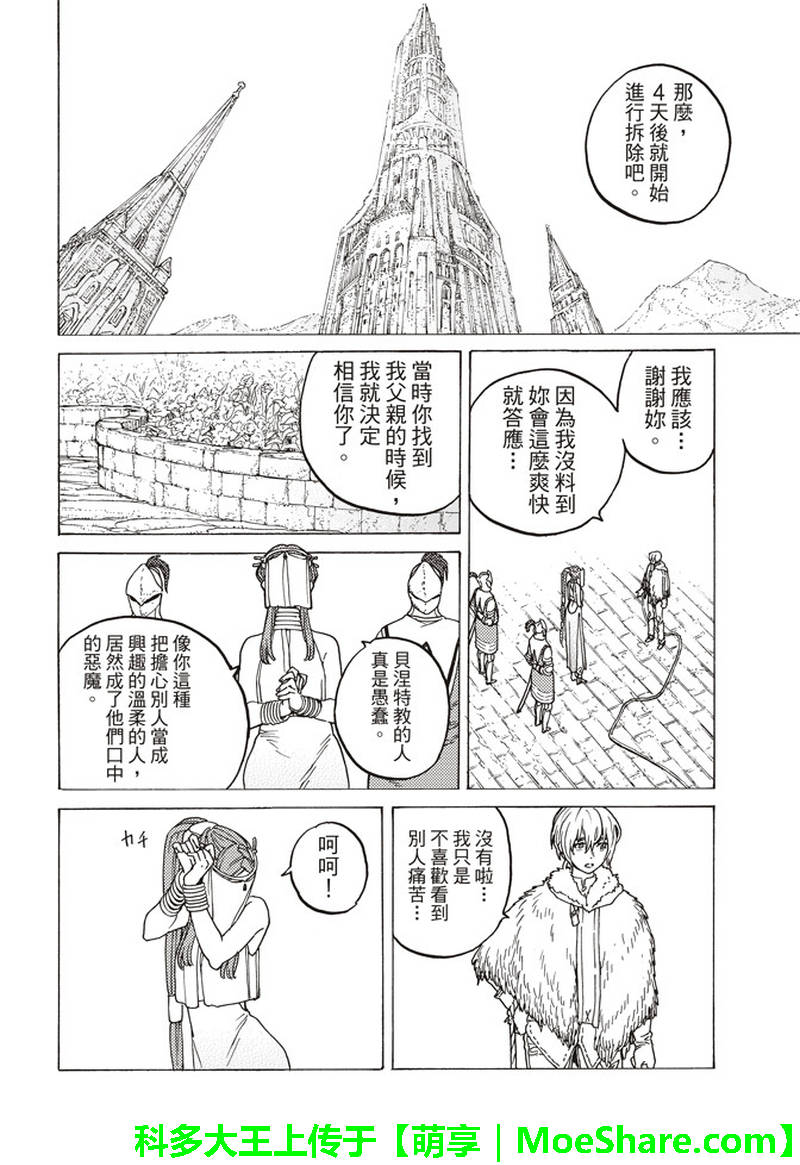 那麼，
4天後就開始
進行拆除吧。
我應該…
謝謝妳。
因為我沒料到
妳會這麼爽快
就答應…
當時你找到
我父親的時候，
我就決定
相信你了。
貝涅特教的人
真是愚蠢。
像你這種
把擔心別人當成
興趣的溫柔的人，
居然成了他們口中
的惡魔。
沒有啦…
我只是
不喜歡看到
別人痛苦…
呵呵！
カチ
科多大王上传于【萌享|MoeShare.com】